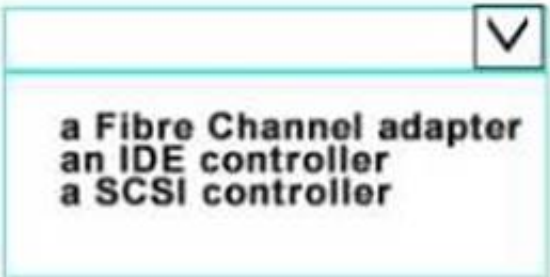 a Fibre Channel adapter
an IDE controller
a SCSI controller